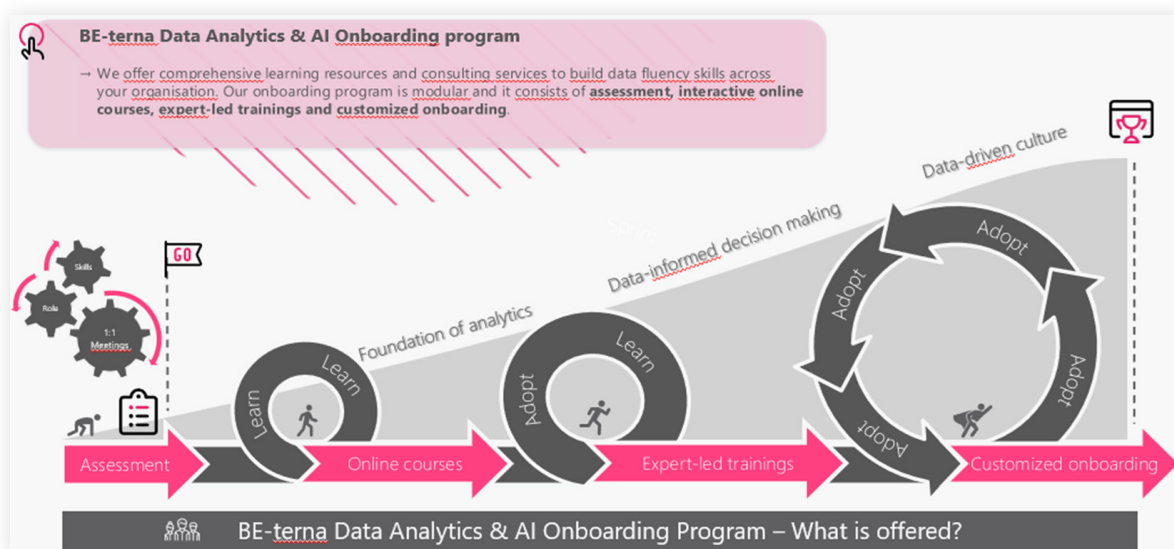 BE-terna Data Analytics & AI Onboarding program
→ We offer comprehensive learning resources and consulting services to build data fluency skills across
your organisation. Our onboarding program is modular and it consists of assessment, interactive online
courses, expert-led trainings and customized onboarding.
Data-driven culture
Data-informed decision making
Foundation of analytics
Skills
Role
1:1
Meetings
GO
Learn
Learn
Adopt
Learn
Adopt
Adopt
Adopt
Adopt
Assessment
Online courses
Expert-led trainings
Customized onboarding
BE-terna Data Analytics & AI Onboarding Program – What is offered?